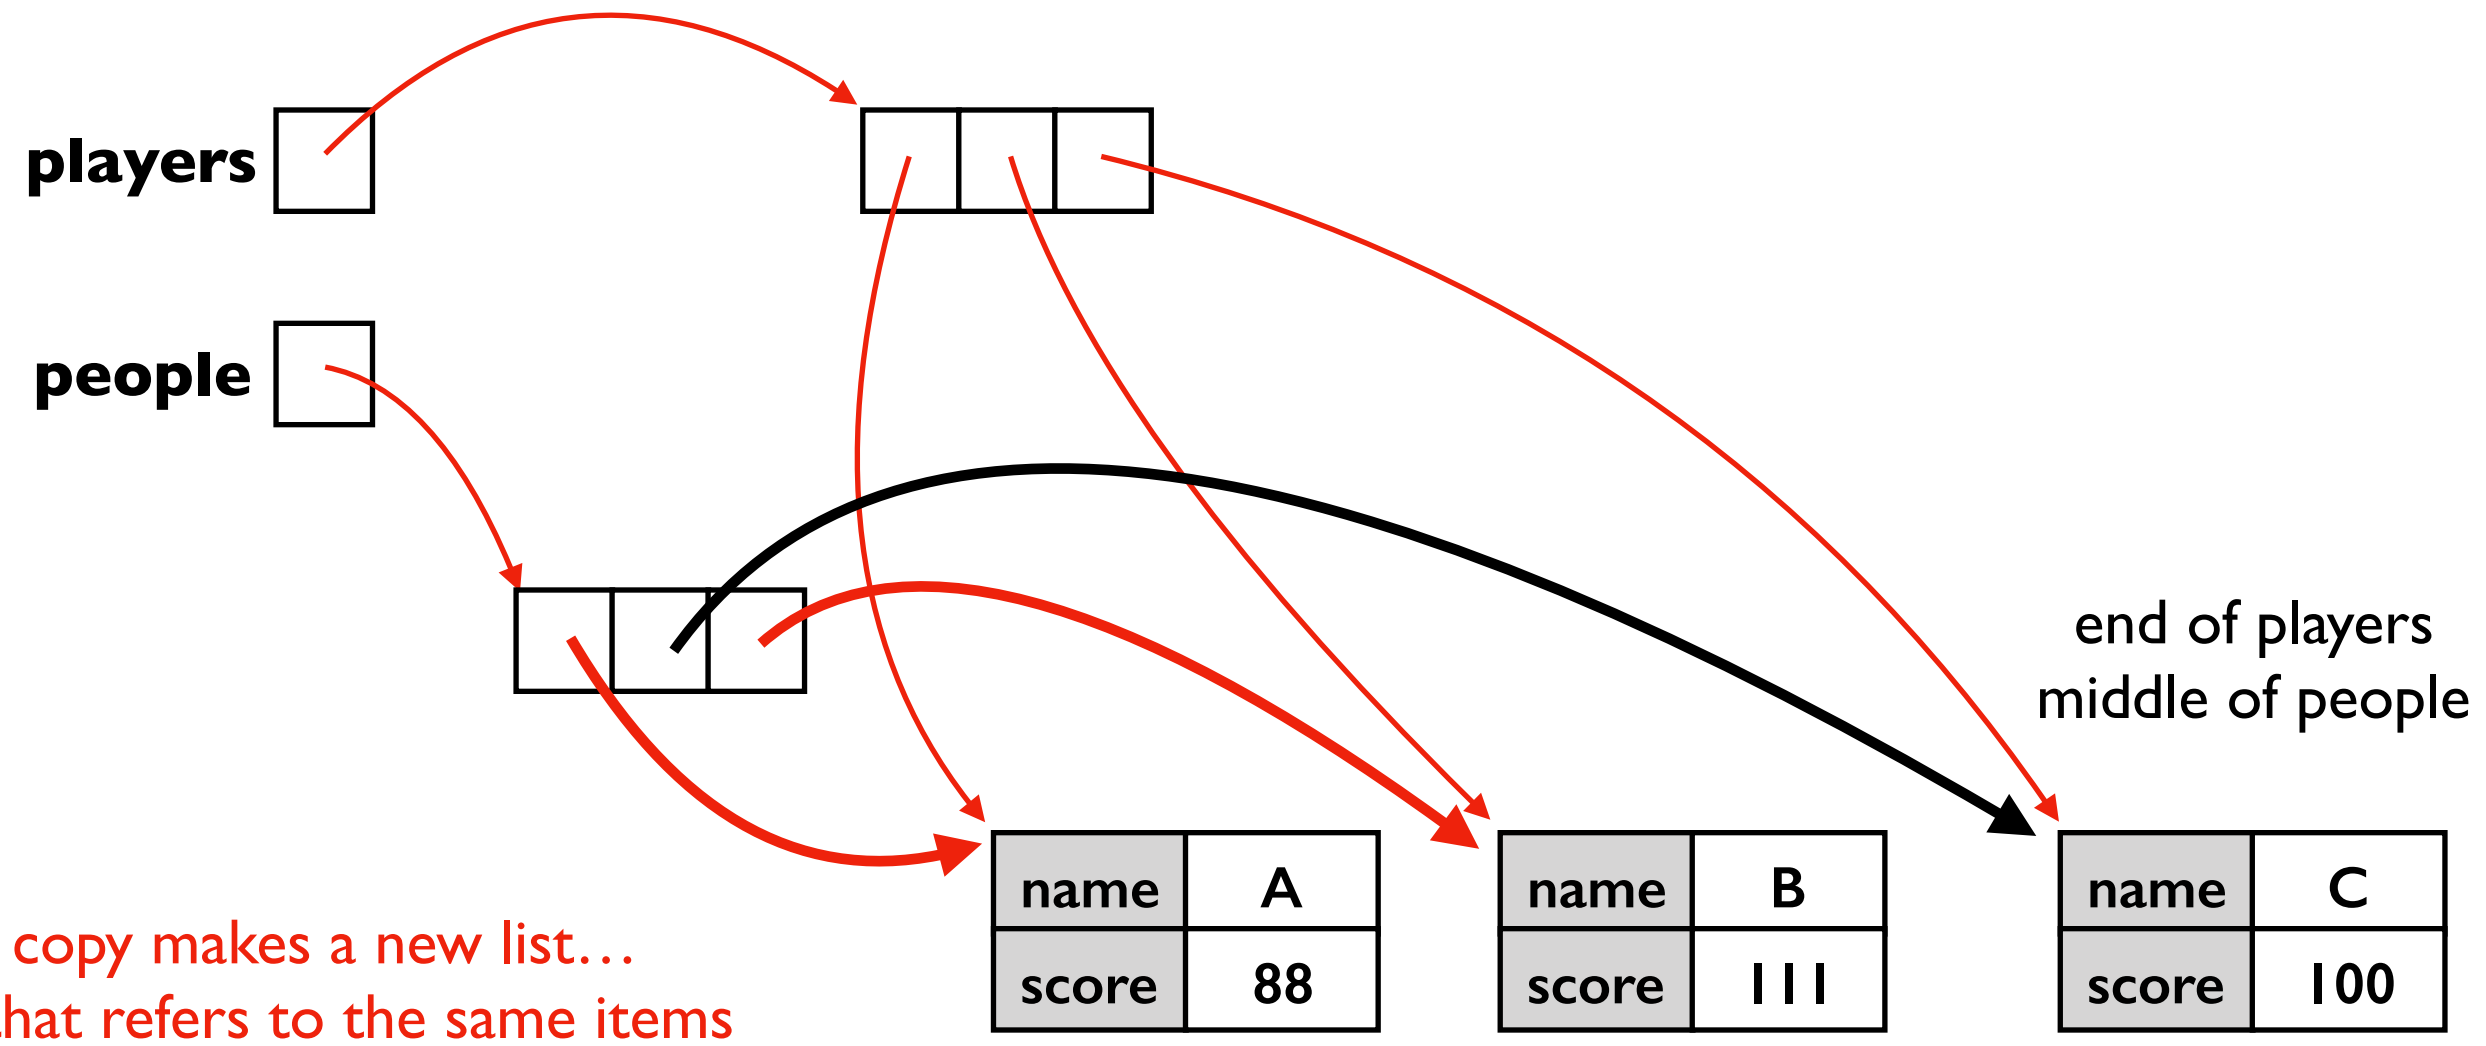 players
people
end of players
middle of people
name A
score 88
name B
score 111
name C
score 100
copy makes a new list…
hat refers to the same items